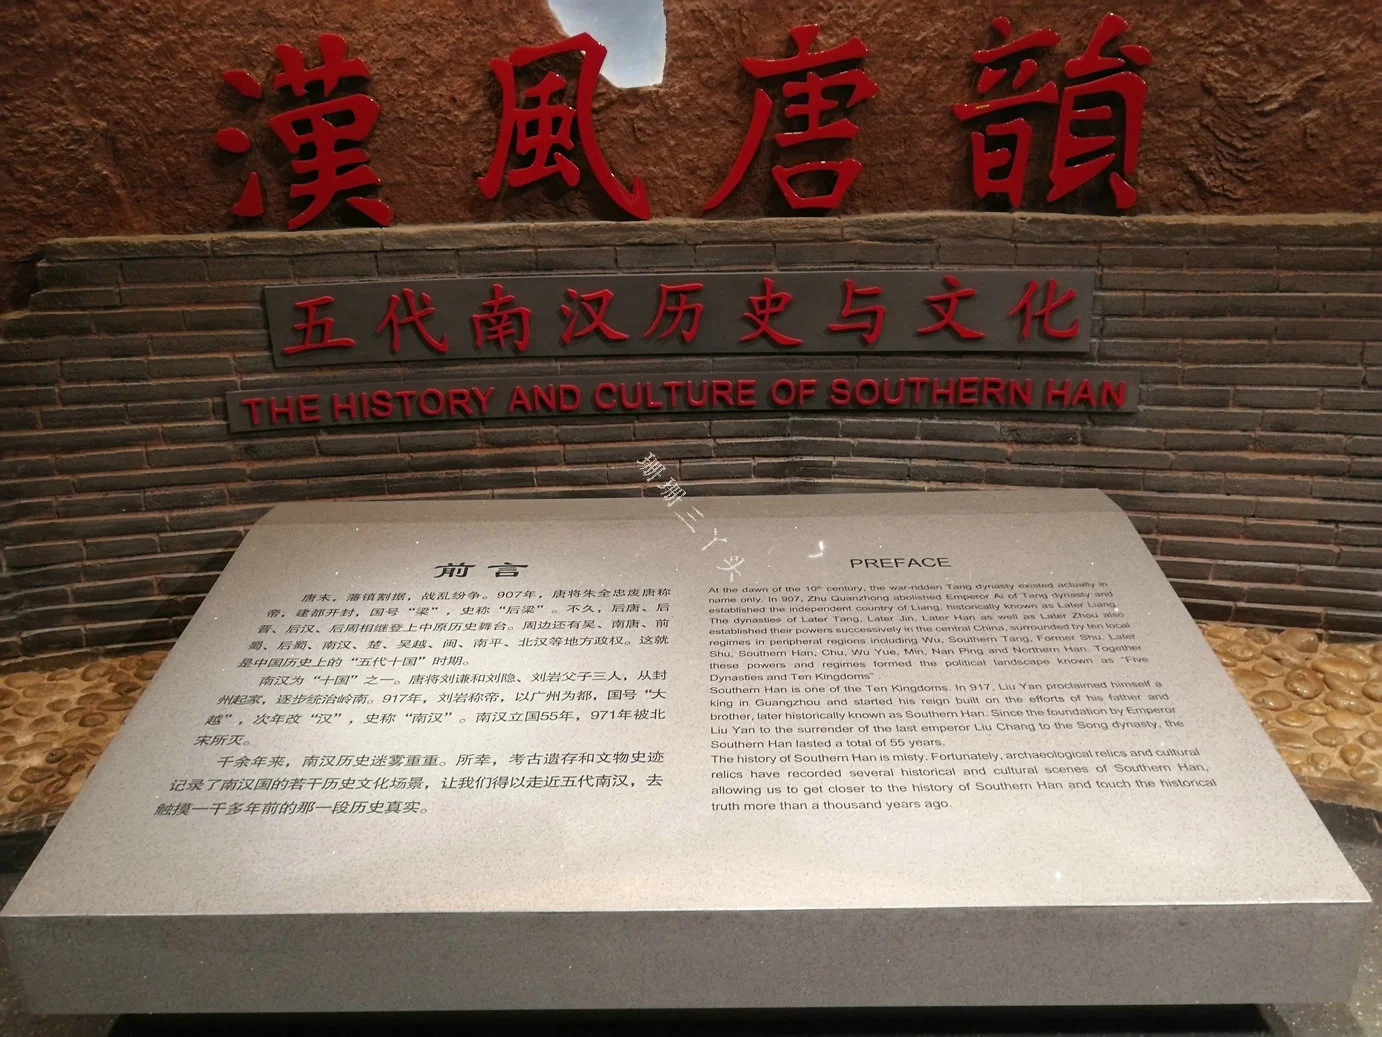 漢風唐韻
五代南汉历史与文化
THE HISTORY AND CULTURE OF SOUTHERN HAN
珊珊三丫头
前言
唐末，藩镇割据，战乱纷争。907年，唐将朱全忠废唐称
帝，建都开封，国号“梁”，史称“后梁”。不久，后唐、后
晋、后汉、后周相继登上中原历史舞台。周边还有吴、南唐、前
蜀、后蜀、南汉、楚、吴越、闽、南平、北汉等地方政权。这就
是中国历史上的“五代十国”时期。
南汉为“十国”之一。唐将刘谦和刘隐、刘岩父子三人，从封
州起家，逐步统治岭南。917年，刘岩称帝，以广州为都，国号“大
越”，次年改“汉”，史称“南汉”。南汉立国55年，971年被北
宋所灭。
千余年来，南汉历史迷雾重重。所幸，考古遗存和文物史迹
记录了南汉国的若干历史文化场景，让我们得以走近五代南汉，去
触摸一千多年前的那一段历史真实。
PREFACE
At the dawn of the 10th century, the war-ridden Tang dynasty existed actually in
name only. In 907, Zhu Quanzhong abolished Emperor Ai of Tang dynasty and
established the independent country of Liang, historically known as Later Liang.
The dynasties of Later Tang, Later Jin, Later Han as well as Later Zhou also
established their powers successively in the central China, surrounded by ten local
regimes in peripheral regions including Wu, Southern Tang, Former Shu, Later
Shu, Southern Han, Chu, Wu Yue, Min, Nan Ping and Northern Han. Together
these powers and regimes formed the political landscape known as "Five
Dynasties and Ten Kingdoms".
Southern Han is one of the Ten Kingdoms. In 917, Liu Yan proclaimed himself a
king in Guangzhou and started his reign built on the efforts of his father and
brother, later historically known as Southern Han. Since the foundation by Emperor
Liu Yan to the surrender of the last emperor Liu Chang to the Song dynasty, the
Southern Han lasted a total of 55 years.
The history of Southern Han is misty. Fortunately, archaeological relics and cultural
relics have recorded several historical and cultural scenes of Southern Han,
allowing us to get closer to the history of Southern Han and touch the historical
truth more than a thousand years ago.